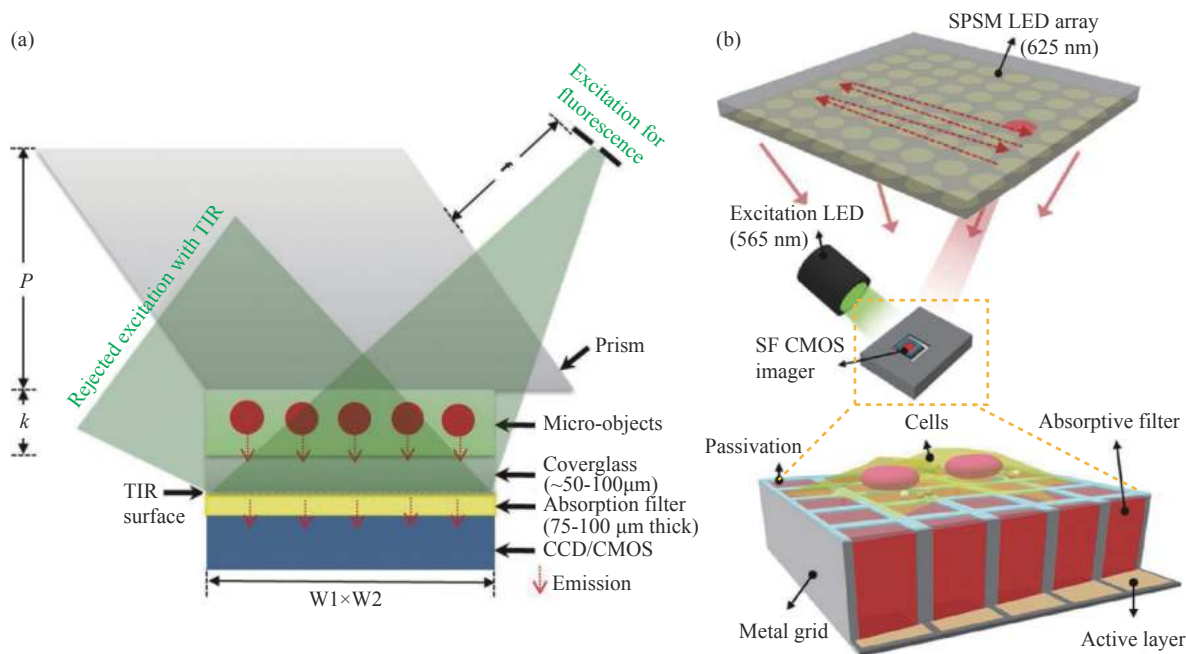 (a)
Excitation for
fluorescence
f
P
Rejected excitation with TIR
Prism
k
Micro-objects
Coverglass
(~50-100μm)
TIR
surface
Absorption filter
(75-100 μm thick)
CCD/CMOS
Emission
W1×W2
(b)
SPSM LED array
(625 nm)
Excitation LED
(565 nm)
SF CMOS
imager
Cells
Absorptive filter
Passivation
Metal grid
Active layer